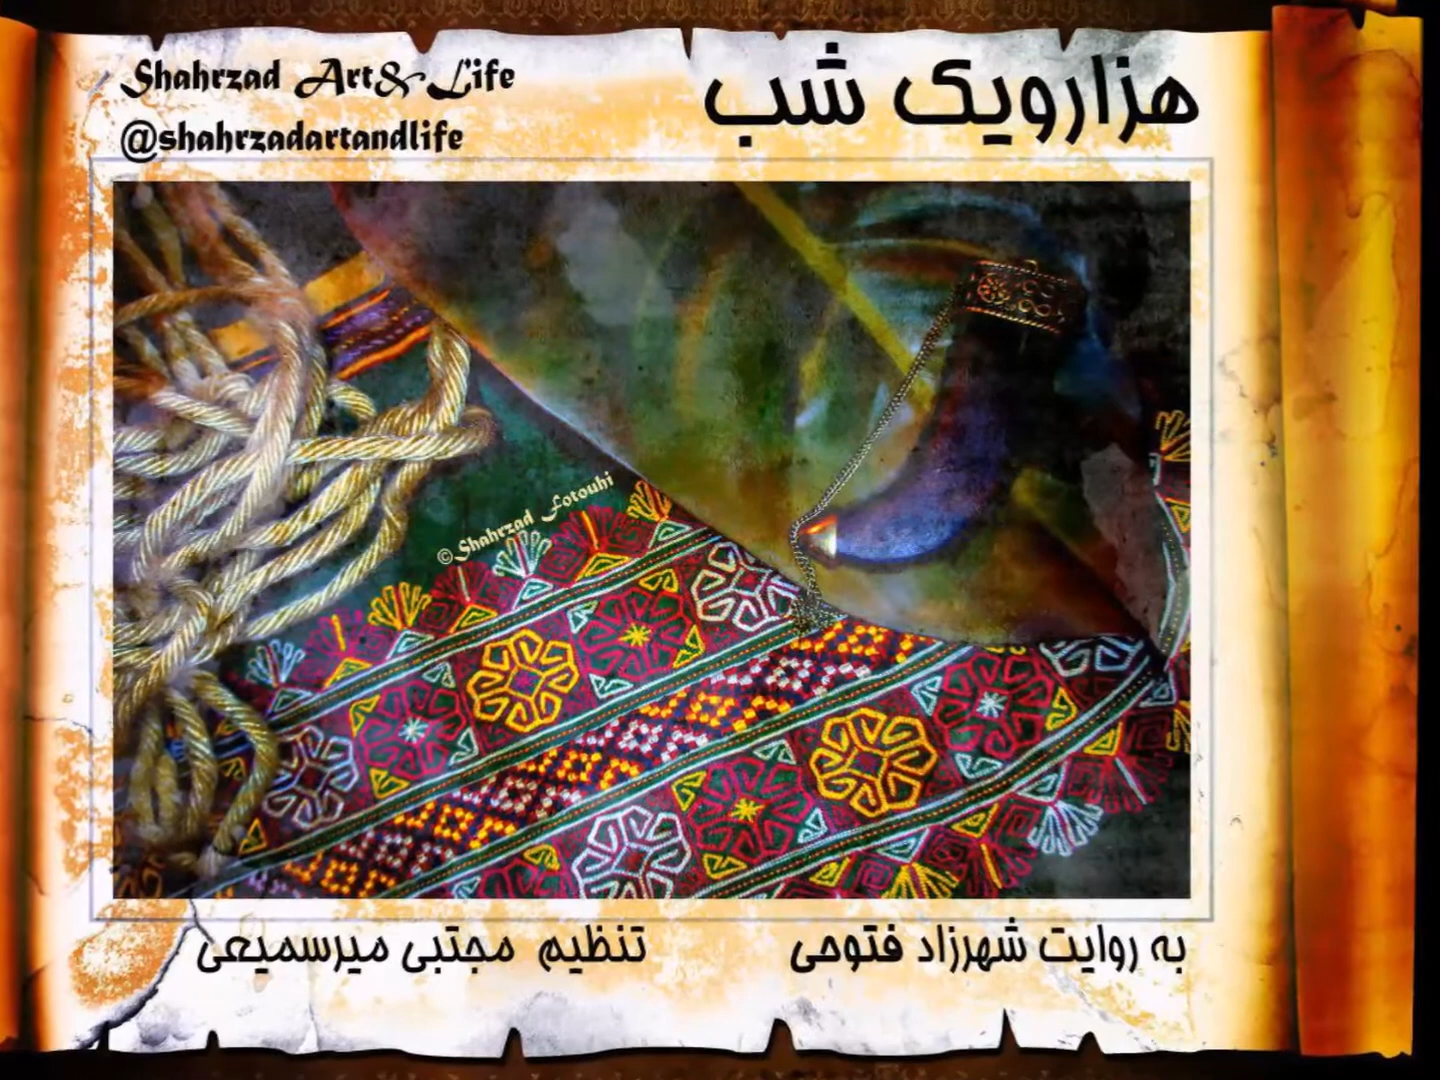 Shahrzad Art& Life
@shahrzadartandlife
هزارویک شب
©Shahrzad Fotouhi
به روایت شهرزاد فتوحی
تنظیم مجتبی میرسمیعی